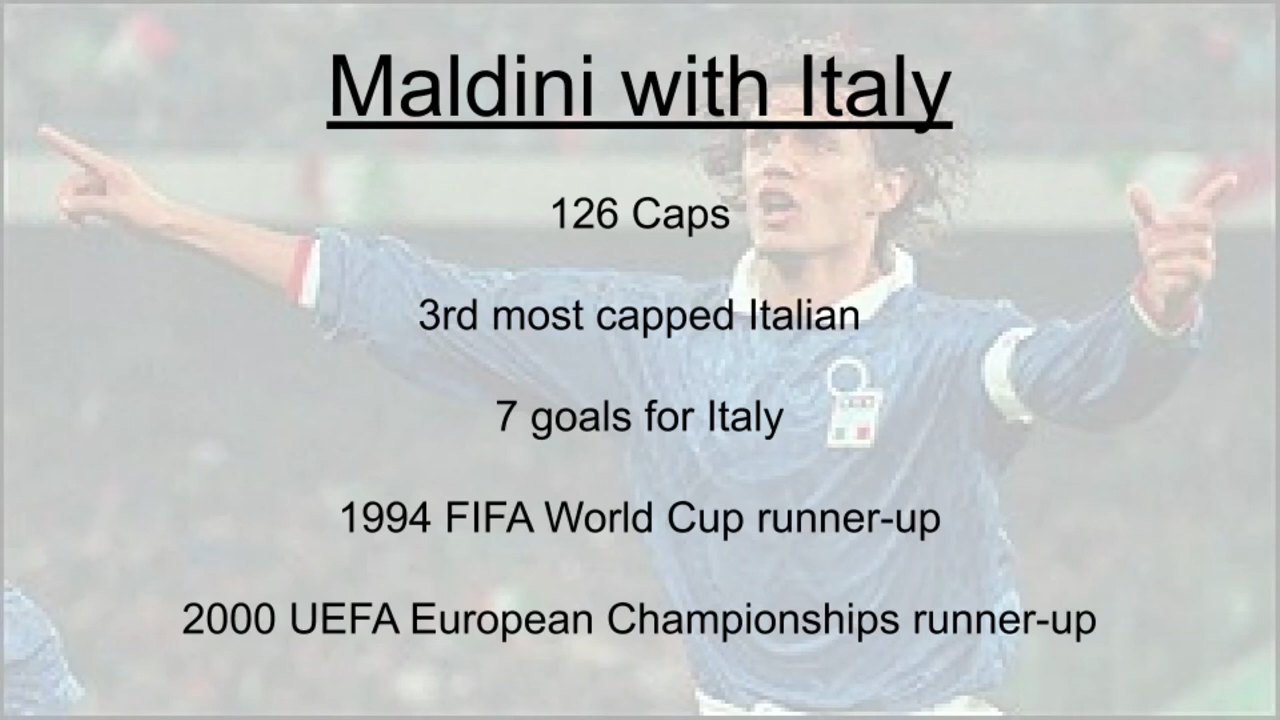 Maldini with Italy
126 Caps
3rd most capped Italian
7 goals for Italy
1994 FIFA World Cup runner-up
2000 UEFA European Championships runner-up